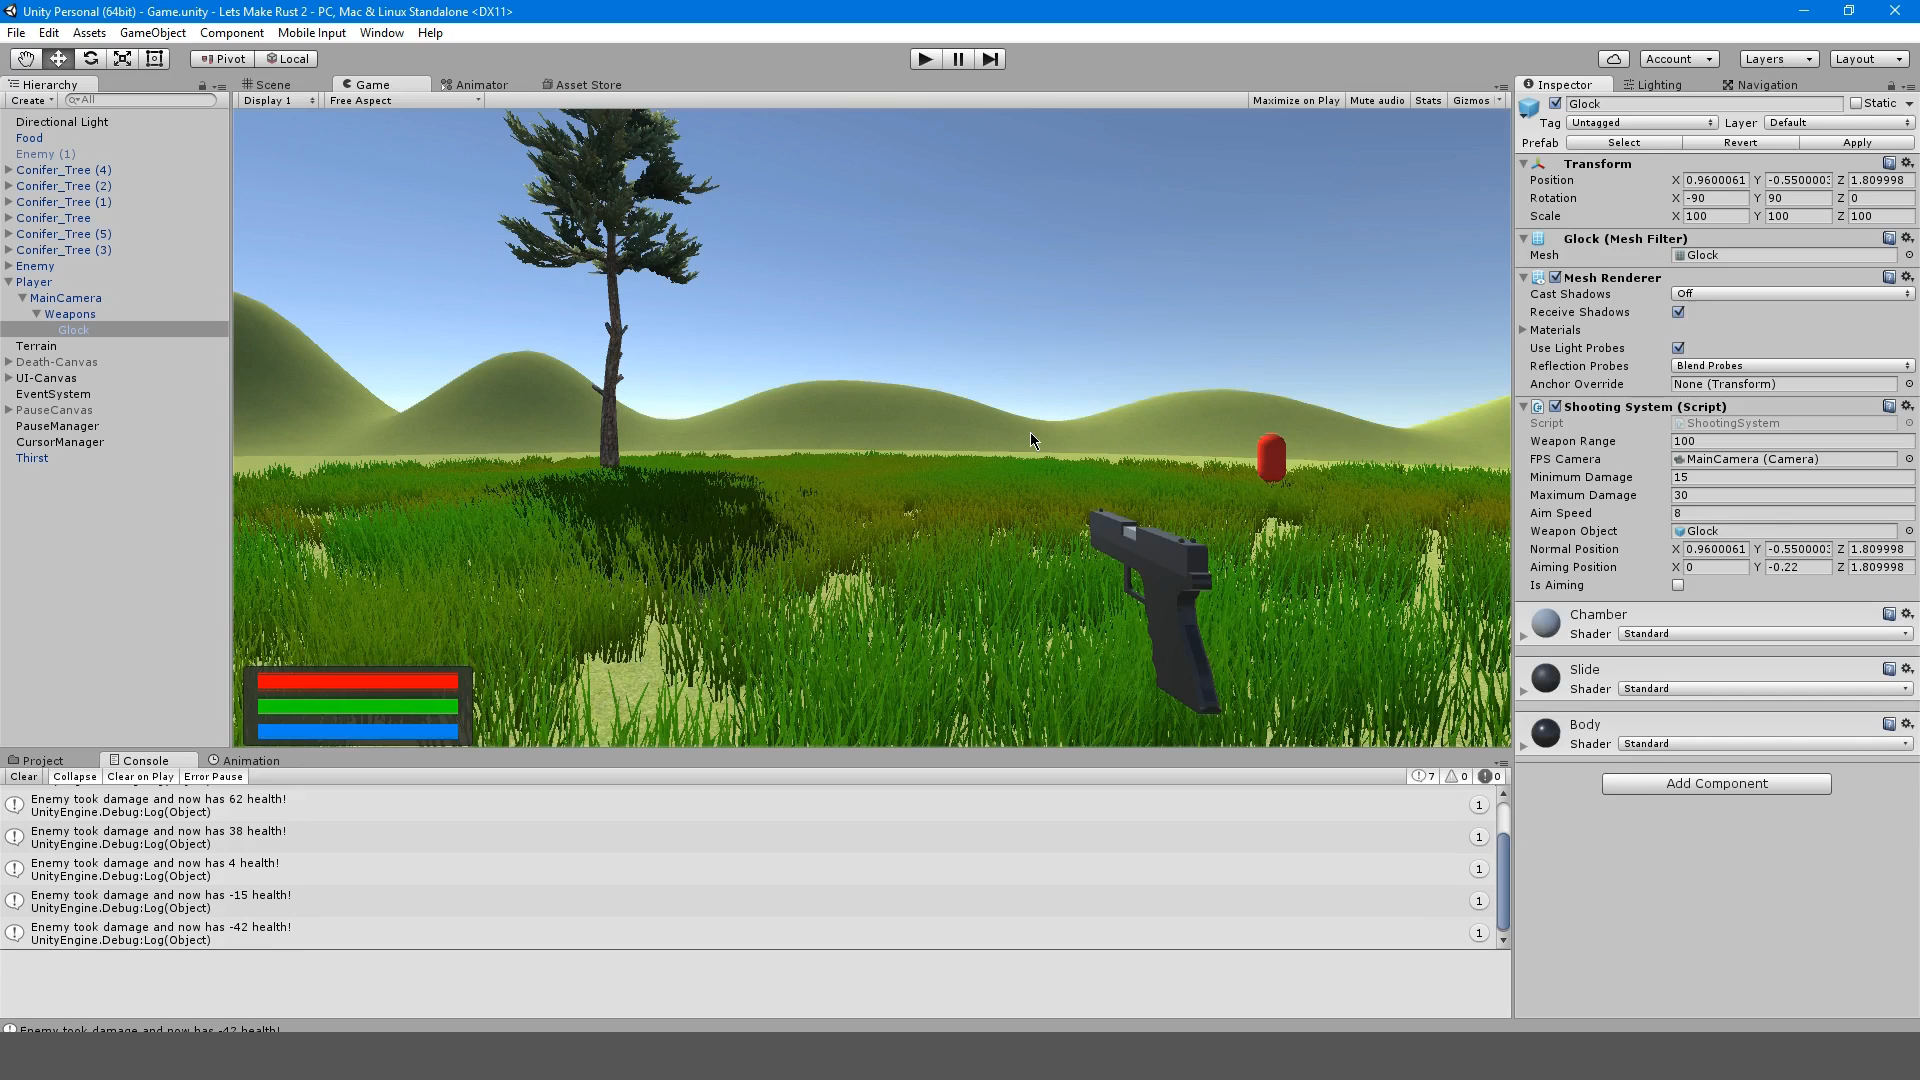 Unity Personal (64bit) - Game.unity - Lets Make Rust 2 - PC, Mac & Linux Standalone <DX11>
File Edit Assets GameObject Component Mobile Input Window Help
Pivot Local Account Layers Layout
Hierarchy
Create All
Directional Light
Food
Enemy (1)
Conifer_Tree (4)
Conifer_Tree (2)
Conifer_Tree (1)
Conifer_Tree
Conifer_Tree (5)
Conifer_Tree (3)
Enemy
Player
MainCamera
Weapons
Glock
Terrain
Death-Canvas
UI-Canvas
EventSystem
PauseCanvas
PauseManager
CursorManager
Thirst
Scene Game Animator Asset Store
Display 1 Free Aspect Maximize on Play Mute audio Stats Gizmos
Inspector Lighting Navigation
Glock Static
Tag Untagged Layer Default
Prefab Select Revert Apply
Transform
Position X 0.9600061 Y -0.5500003 Z 1.809998
Rotation X -90 Y 90 Z 0
Scale X 100 Y 100 Z 100
Glock (Mesh Filter)
Mesh Glock
Mesh Renderer
Cast Shadows Off
Receive Shadows
Materials
Use Light Probes
Reflection Probes Blend Probes
Anchor Override None (Transform)
Shooting System (Script)
Script ShootingSystem
Weapon Range 100
FPS Camera MainCamera (Camera)
Minimum Damage 15
Maximum Damage 30
Aim Speed 8
Weapon Object Glock
Normal Position X 0.9600061 Y -0.5500003 Z 1.809998
Aiming Position X 0 Y -0.22 Z 1.809998
Is Aiming
Chamber
Shader Standard
Slide
Shader Standard
Body
Shader Standard
Add Component
Project Console Animation
Clear Collapse Clear on Play Error Pause 7 0 0
Enemy took damage and now has 62 health!
UnityEngine.Debug:Log(Object) 1
Enemy took damage and now has 38 health!
UnityEngine.Debug:Log(Object) 1
Enemy took damage and now has 4 health!
UnityEngine.Debug:Log(Object) 1
Enemy took damage and now has -15 health!
UnityEngine.Debug:Log(Object) 1
Enemy took damage and now has -42 health!
UnityEngine.Debug:Log(Object) 1
Enemy took damage and now has -42 health!